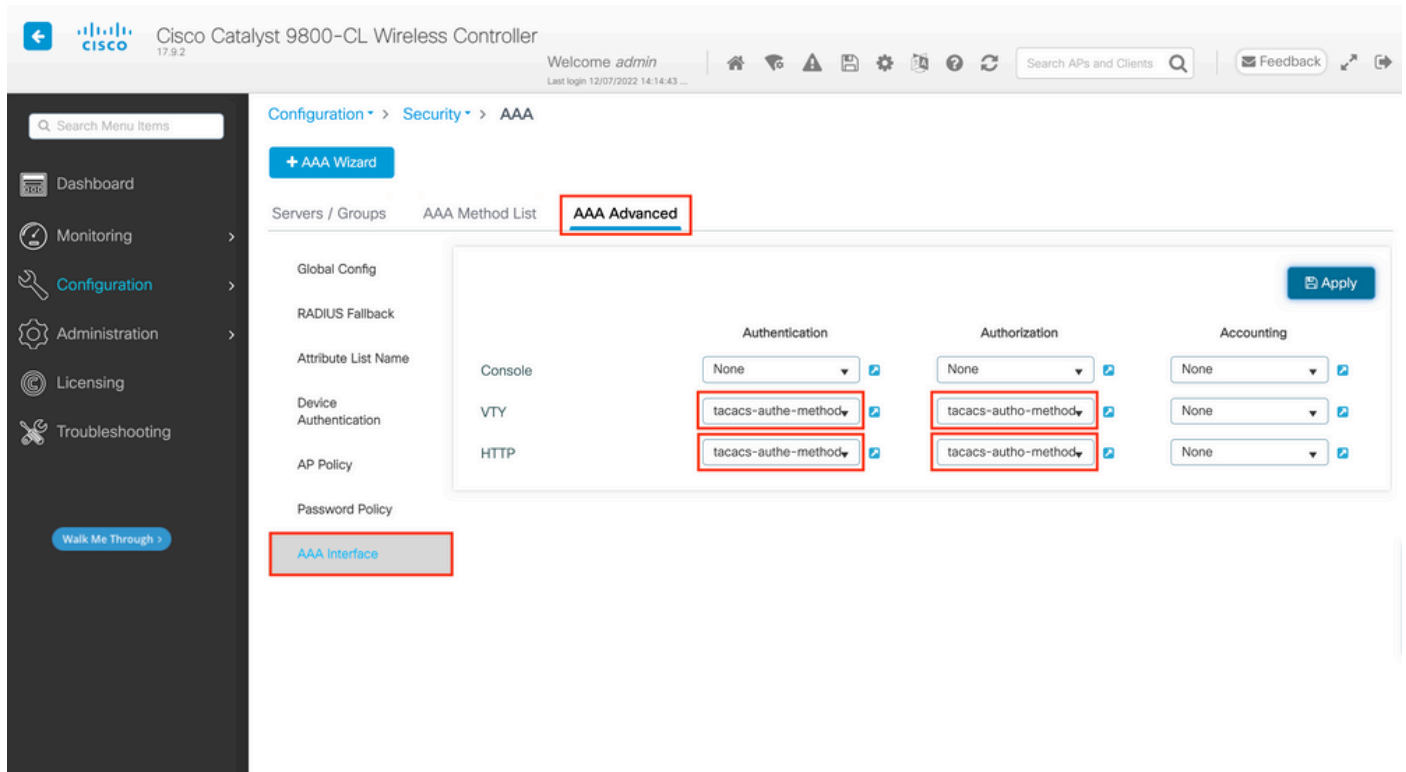 CISCO
Cisco Catalyst 9800-CL Wireless Controller
17.9.2
Welcome admin
Last login 12/07/2022 14:14:43 ...
Search APs and Clients
Feedback
Search Menu Items
Dashboard
Monitoring
Configuration
Administration
Licensing
Troubleshooting
Walk Me Through >
Configuration > Security > AAA
+ AAA Wizard
Servers / Groups AAA Method List AAA Advanced
Global Config
RADIUS Fallback
Attribute List Name
Device
Authentication
AP Policy
Password Policy
AAA Interface
Apply
Authentication Authorization Accounting
Console None None None
VTY tacacs-authe-method tacacs-autho-method None
HTTP tacacs-authe-method tacacs-autho-method None